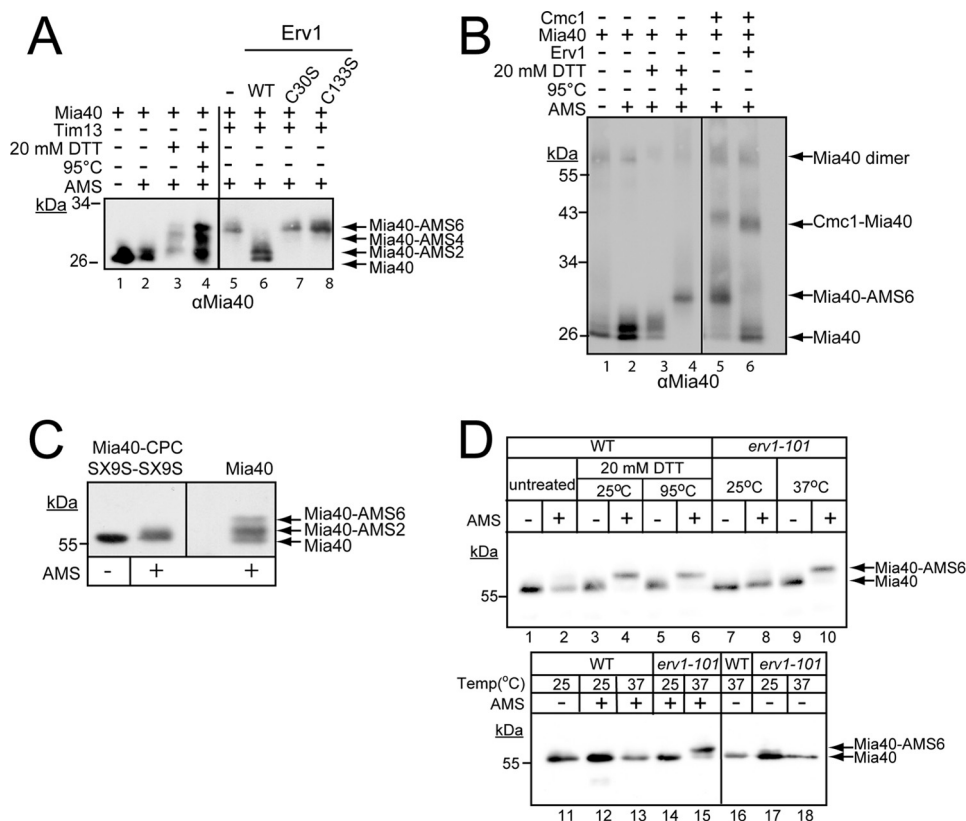 A
Erv1
- WT C30S C133S
Mia40 + + + + + + + +
Tim13 - - - - + + + +
20 mM DTT - - + + - - - -
95°C - - - + - - - -
AMS - + + + + + + +
kDa 34
26
Mia40-AMS6
Mia40-AMS4
Mia40-AMS2
Mia40
1 2 3 4 5 6 7 8
αMia40
B
Cmc1 - - - - + +
Mia40 + + + + + +
Erv1 - - - - - +
20 mM DTT - - + + - -
95°C - - - + - -
AMS - + + + + +
kDa
55
43
34
26
Mia40 dimer
Cmc1-Mia40
Mia40-AMS6
Mia40
1 2 3 4 5 6
αMia40
C
Mia40-CPC
SX9S-SX9S Mia40
kDa
55
Mia40-AMS6
Mia40-AMS2
Mia40
AMS - + +
D
WT erv1-101
untreated 20 mM DTT
25°C 95°C 25°C 37°C
AMS - + - + - + - + - +
kDa
55
Mia40-AMS6
Mia40
1 2 3 4 5 6 7 8 9 10
WT erv1-101 WT erv1-101
Temp(°C) 25 25 37 25 37 37 25 37
AMS - + + + + - - -
kDa
55
Mia40-AMS6
Mia40
11 12 13 14 15 16 17 18